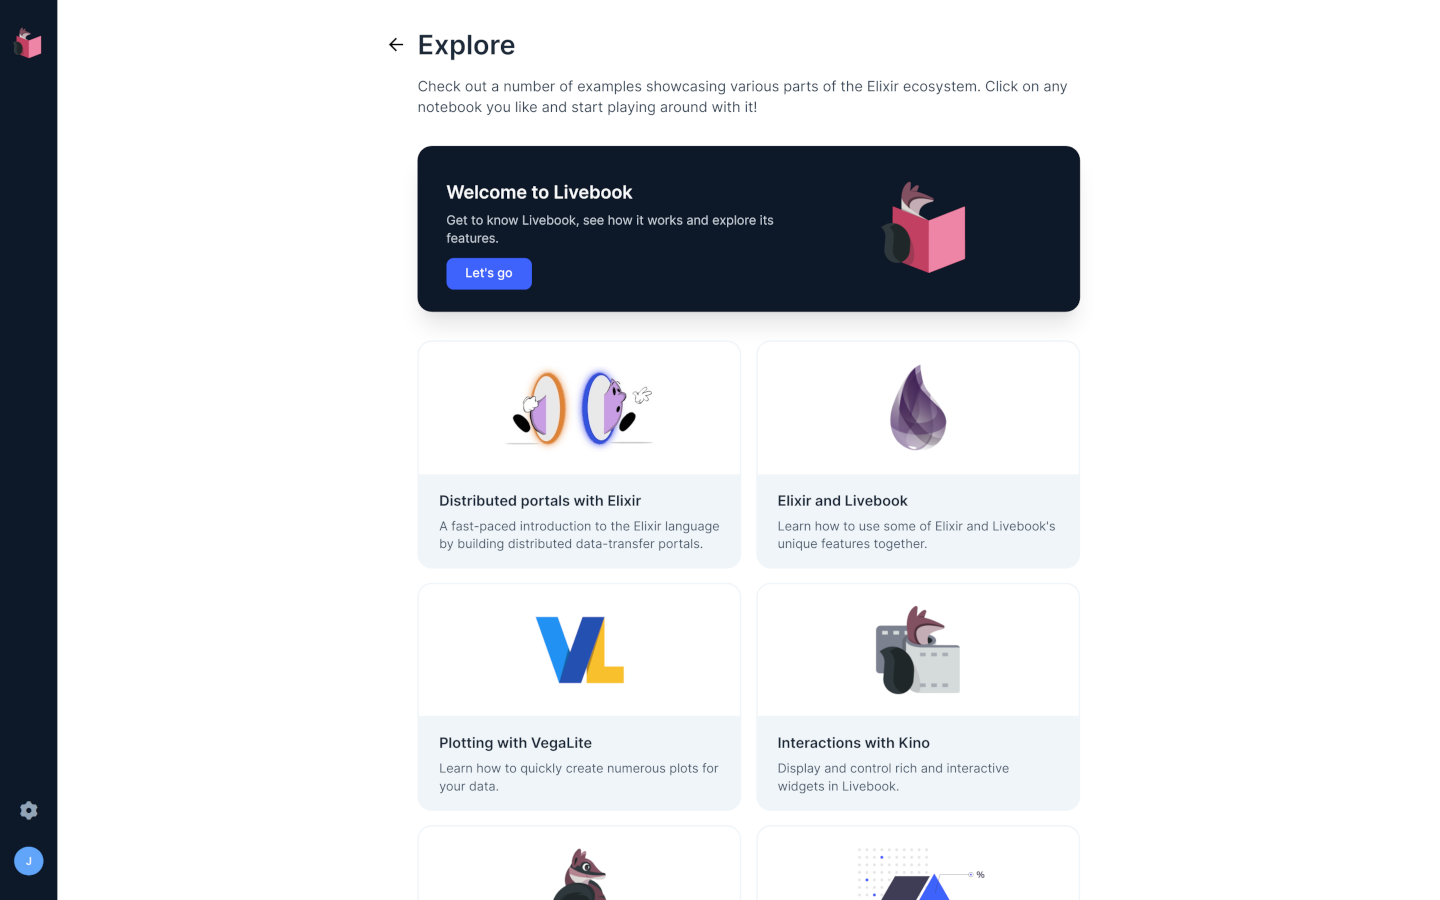 Explore
Check out a number of examples showcasing various parts of the Elixir ecosystem. Click on any
notebook you like and start playing around with it!
Welcome to Livebook
Get to know Livebook, see how it works and explore its
features.
Let's go
Distributed portals with Elixir
A fast-paced introduction to the Elixir language
by building distributed data-transfer portals.
Elixir and Livebook
Learn how to use some of Elixir and Livebook's
unique features together.
VL
Plotting with VegaLite
Learn how to quickly create numerous plots for
your data.
Interactions with Kino
Display and control rich and interactive
widgets in Livebook.
%
J